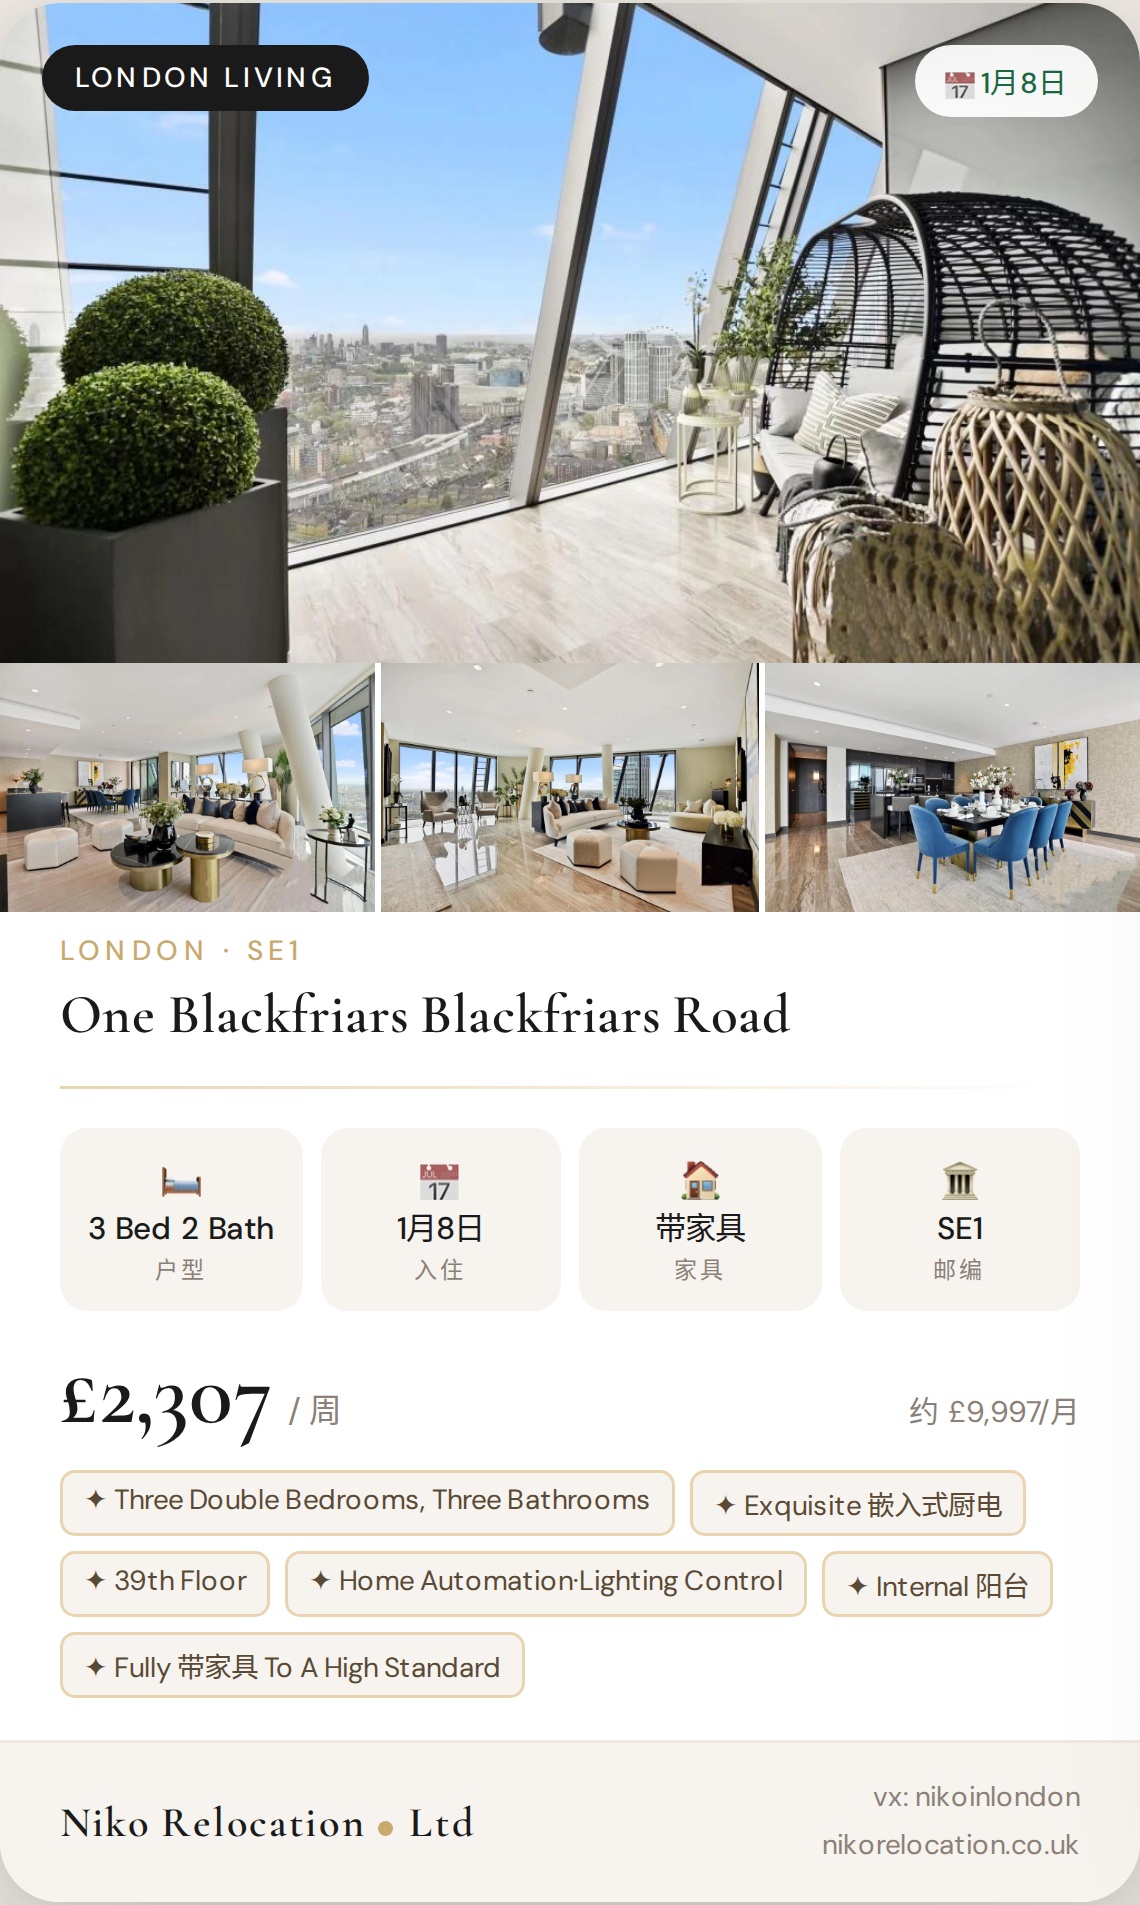 LONDON LIVING
1月8日
LONDON · SE1
One Blackfriars Blackfriars Road
3 Bed 2 Bath
户型
1月8日
入住
带家具
家具
SE1
邮编
£2,307 / 周
约 £9,997/月
✦ Three Double Bedrooms, Three Bathrooms
✦ Exquisite 嵌入式厨电
✦ 39th Floor
✦ Home Automation·Lighting Control
✦ Internal 阳台
✦ Fully 带家具 To A High Standard
Niko Relocation ● Ltd
vx: nikoinlondon
nikorelocation.co.uk